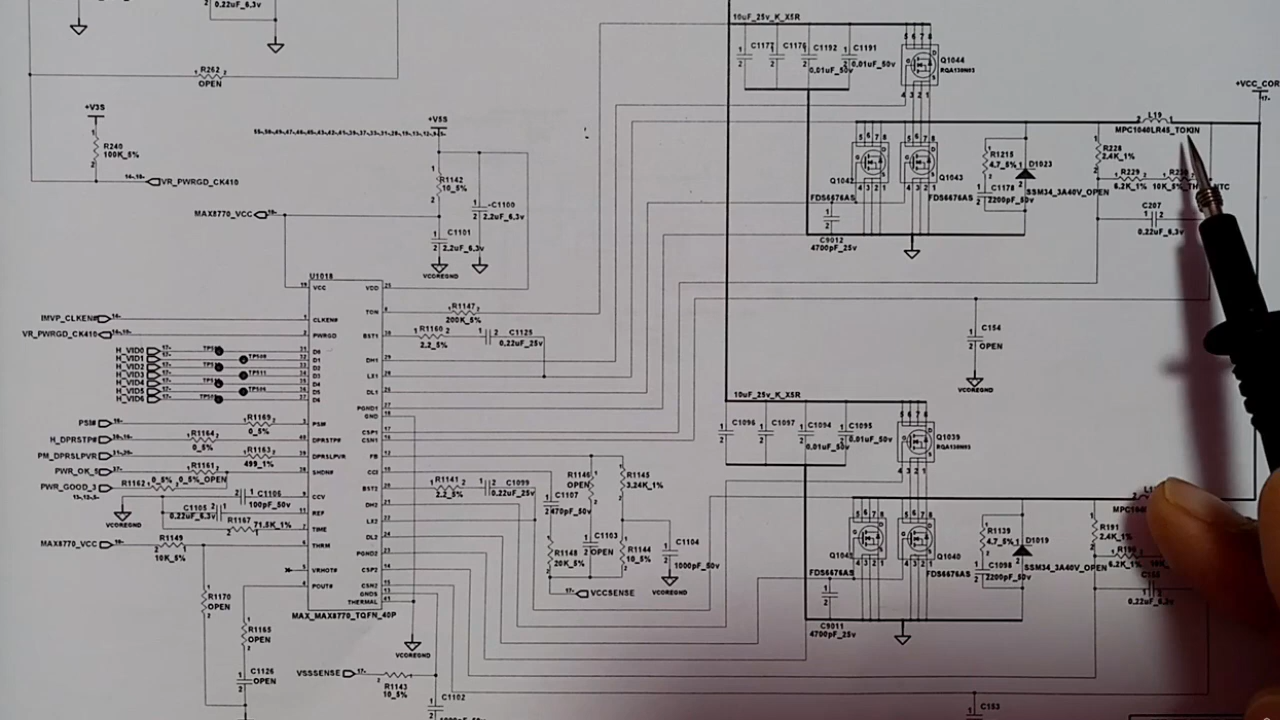 0.22uF_6.3v
R262
OPEN
+V3S
R240
100K_5%
VR_PWRGD_CK410
+V5S
R1142
10_5%
C1100
2.2uF_6.3v
C1101
2.2uF_6.3v
VCOREGND
MAX8770_VCC
U1018
VCC
VDD
CLKEN#
TON
PWRGD
BST1
D0
D1
D2
D3
D4
D5
D6
DH1
LX1
DL1
PGND1
GND
PSI#
CSP1
CSN1
DPRSTP#
DPRSLPVR
FB
SHDN#
CCI
BST2
CCV
DH2
REF
LX2
TIME
DL2
THRM
PGND2
CSP2
VRHOT#
CSN2
POUT#
GNDS
THERMAL
MAX_MAX8770_TQFN_40P
IMVP_CLKEN#
VR_PWRGD_CK410
H_VID0
H_VID1
H_VID2
H_VID3
H_VID4
H_VID5
H_VID6
PSI#
R1169
0_5%
H_DPRSTP#
R1164
0_5%
PM_DPRSLPVR
R1163
499_1%
R1161
0_5%_OPEN
R1162
0_5%
PWR_GOOD_3
C1106
100pF_50v
C1105
0.22uF_6.3v
R1167
71.5K_1%
VCOREGND
MAX8770_VCC
R1149
10K_5%
R1170
OPEN
R1165
OPEN
C1126
OPEN
VSSSENSE
R1143
10_5%
C1102
VCOREGND
R1147
200K_5%
R1160
2.2_5%
C1125
0.22uF_25v
R1141
2.2_5%
C1099
0.22uF_25v
R1146
OPEN
R1145
3.24K_1%
C1107
470pF_50v
C1103
OPEN
R1148
20K_5%
R1144
10_5%
C1104
1000pF_50v
VCCSENSE
VCOREGND
10uF_25v_K_X5R
C1177
C1176
C1192
C1191
0.01uF_50v
0.01uF_50v
Q1044
RQA130N03
Q1042
Q1043
FDS6676AS
FDS6676AS
C9012
4700pF_25v
R1215
4.7_5%
C1178
2200pF_50v
D1023
SSM34_3A40V_OPEN
L19
MPC1040LR45_TOKIN
R228
2.4K_1%
R229
6.2K_1%
C207
0.22uF_6.3v
C154
OPEN
VCOREGND
10uF_25v_K_X5R
C1096
C1097
C1094
C1095
0.01uF_50v
0.01uF_50v
Q1039
Q1040
FDS6676AS
FDS6676AS
C9011
4700pF_25v
R1139
4.7_5%
C1098
2200pF_50v
D1019
SSM34_3A40V_OPEN
R191
2.4K_1%
6.2K_1%
0.22uF_6.3v
C153